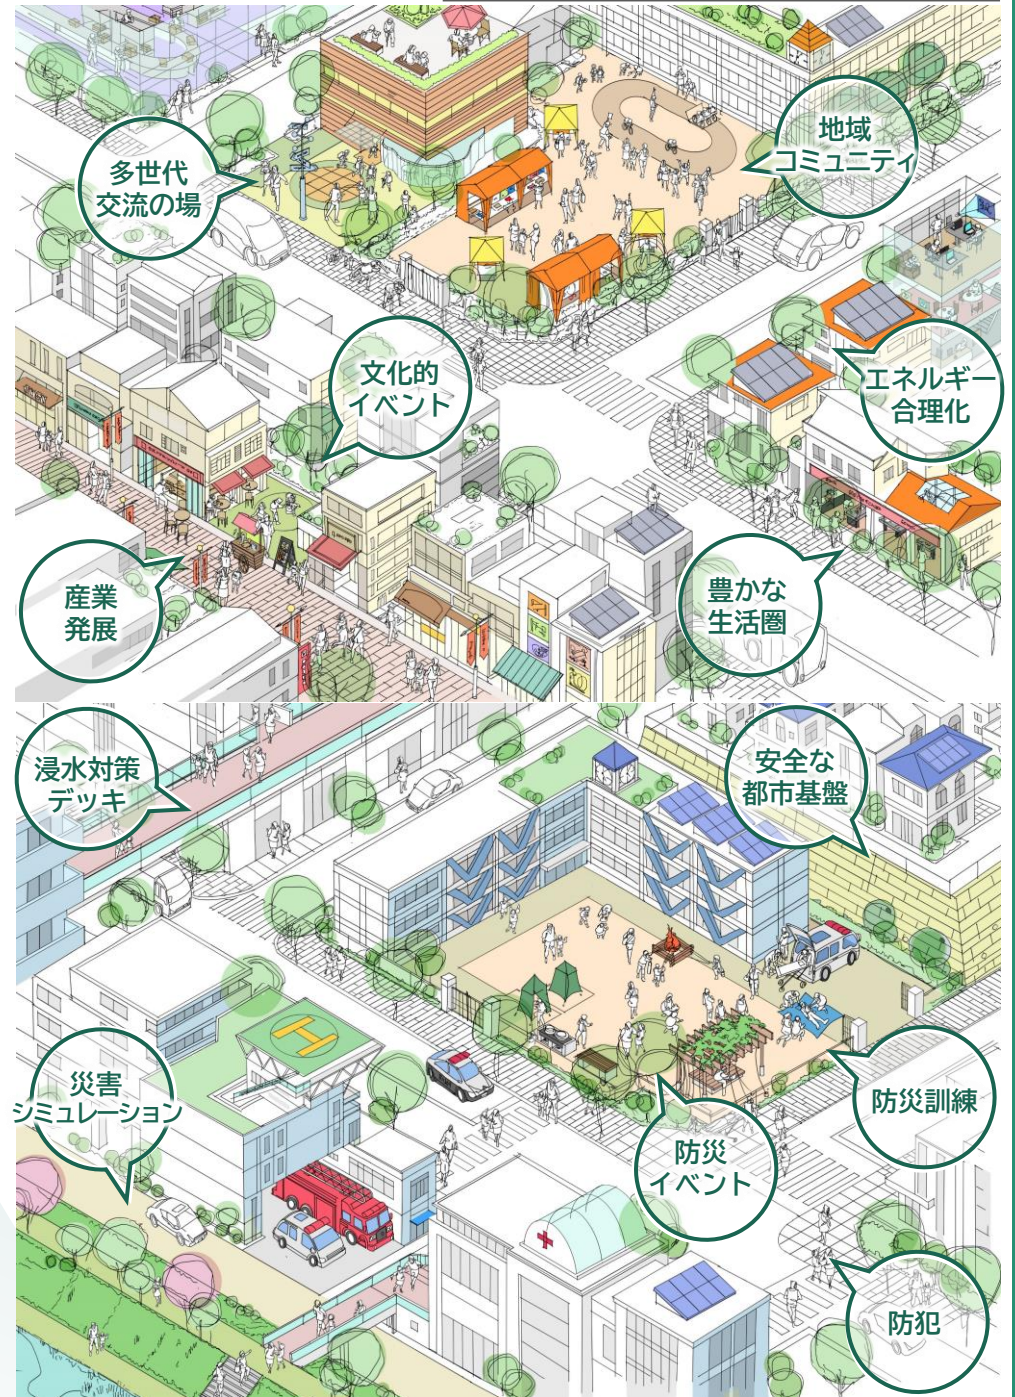 地域
コミュニティ
多世代
交流の場
文化的
イベント
エネルギー
合理化
産業
発展
豊かな
生活圏
浸水対策
デッキ
安全な
都市基盤
災害
シミュレーション
防災訓練
防災
イベント
防犯
H